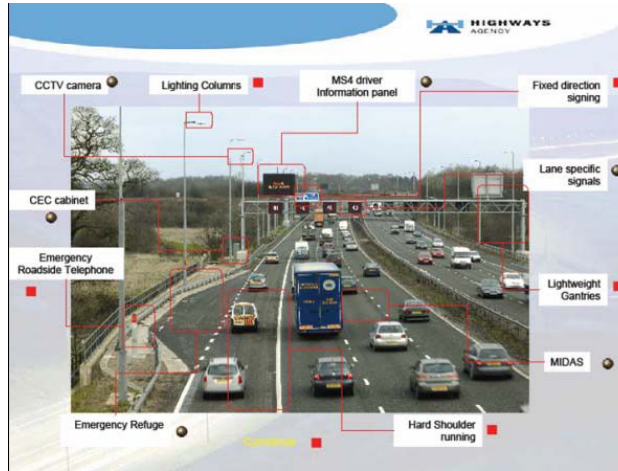 HIGHWAYS
AGENCY
CCTV camera
Lighting Columns
MS4 driver
Information panel
Fixed direction
signing
Lane specific
signals
CEC cabinet
Emergency
Roadside Telephone
Lightweight
Gantries
MIDAS
Emergency Refuge
Hard Shoulder
running